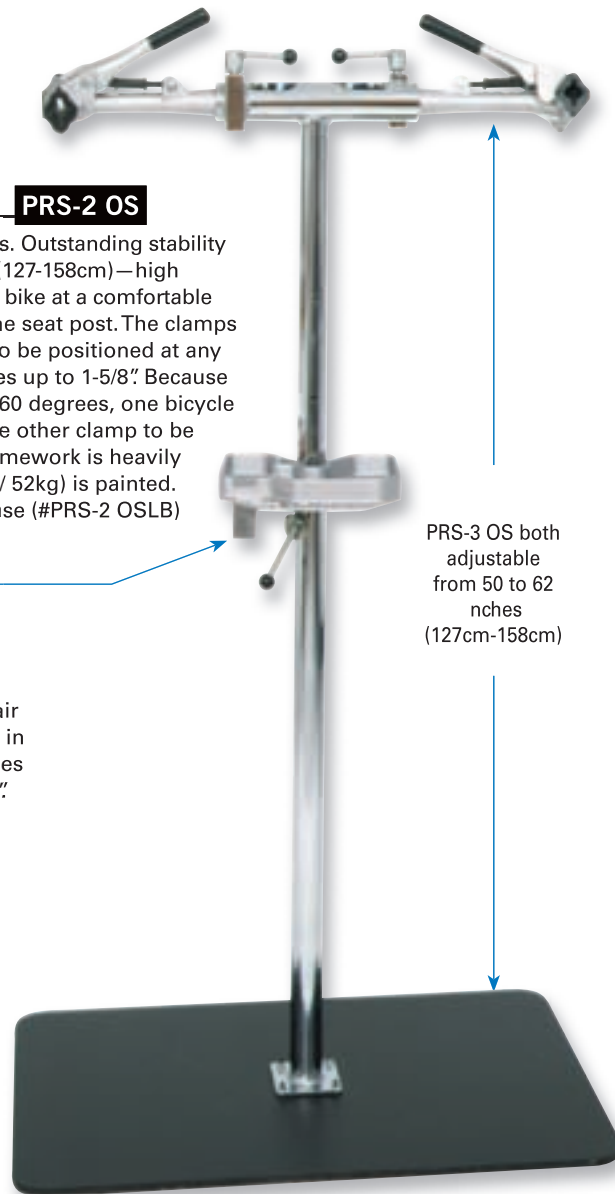 PRS-2 OS
s. Outstanding stability
(127-158cm)—high
bike at a comfortable
he seat post. The clamps
o be positioned at any
es up to 1-5/8". Because
60 degrees, one bicycle
e other clamp to be
mework is heavily
/ 52kg) is painted.
ase (#PRS-2 OSLB)
PRS-3 OS both
adjustable
from 50 to 62
nches
(127cm-158cm)
air
in
es
".